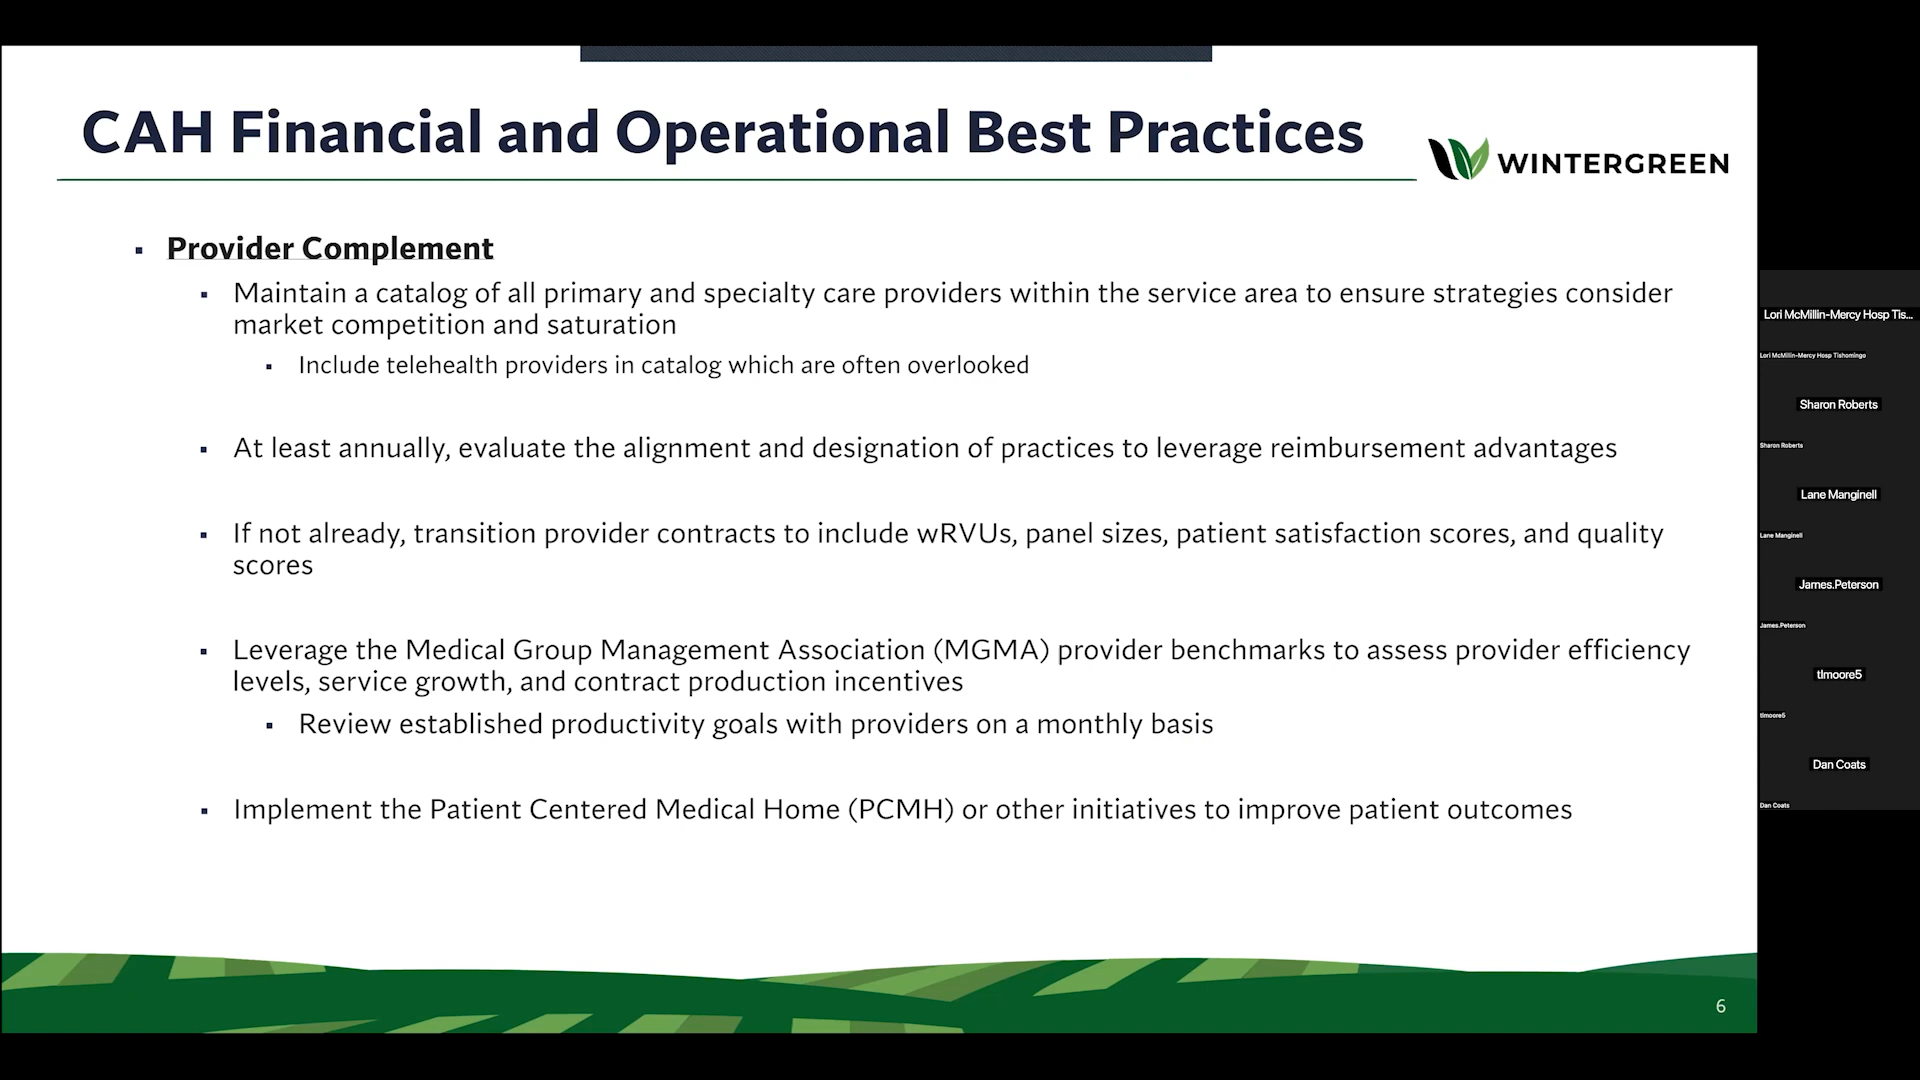 CAH Financial and Operational Best Practices
WINTERGREEN
Provider Complement
Maintain a catalog of all primary and specialty care providers within the service area to ensure strategies consider
market competition and saturation
Include telehealth providers in catalog which are often overlooked
At least annually, evaluate the alignment and designation of practices to leverage reimbursement advantages
If not already, transition provider contracts to include wRVUs, panel sizes, patient satisfaction scores, and quality
scores
Leverage the Medical Group Management Association (MGMA) provider benchmarks to assess provider efficiency
levels, service growth, and contract production incentives
Review established productivity goals with providers on a monthly basis
Implement the Patient Centered Medical Home (PCMH) or other initiatives to improve patient outcomes
6
Lori McMillin-Mercy Hosp Tis...
Lori McMillin-Mercy Hosp Tishomingo
Sharon Roberts
Sharon Roberts
Lane Manginell
Lane Manginell
James.Peterson
James.Peterson
tlmoore5
tlmoore5
Dan Coats
Dan Coats